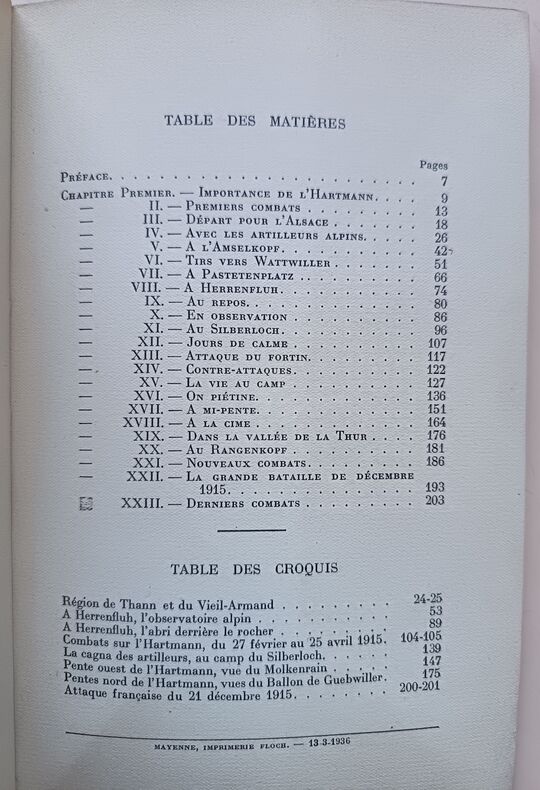 TABLE DES MATIÈRES
Pages
PRÉFACE. . . . . . . . . . . . . . . . . . . . . . 7
CHAPITRE PREMIER. — IMPORTANCE DE L'HARTMANN. . . . 9
— II. — PREMIERS COMBATS . . . . . . . . . 13
— III. — DÉPART POUR L'ALSACE . . . . . . . 18
— IV. — AVEC LES ARTILLEURS ALPINS. . . . . 26
— V. — A L'AMSELKOPF. . . . . . . . . . . 42
— VI. — TIRS VERS WATTWILLER . . . . . . . 51
— VII. — A PASTETENPLATZ . . . . . . . . . . 66
— VIII. — A HERRENFLUH. . . . . . . . . . . 74
— IX. — AU REPOS. . . . . . . . . . . . . 80
— X. — EN OBSERVATION . . . . . . . . . . 86
— XI. — AU SILBERLOCH. . . . . . . . . . . 96
— XII. — JOURS DE CALME . . . . . . . . . . 107
— XIII. — ATTAQUE DU FORTIN. . . . . . . . . 117
— XIV. — CONTRE-ATTAQUES. . . . . . . . . . 122
— XV. — LA VIE AU CAMP . . . . . . . . . . 127
— XVI. — ON PIÉTINE. . . . . . . . . . . . 136
— XVII. — A MI-PENTE. . . . . . . . . . . . 151
— XVIII. — A LA CIME . . . . . . . . . . . . 164
— XIX. — DANS LA VALLÉE DE LA THUR . . . . 176
— XX. — AU RANGENKOPF . . . . . . . . . . 181
— XXI. — NOUVEAUX COMBATS. . . . . . . . . 186
— XXII. — LA GRANDE BATAILLE DE DÉCEMBRE
1915. . . . . . . . . . . . . . . 193
XXIII. — DERNIERS COMBATS . . . . . . . . . 203
TABLE DES CROQUIS
Région de Thann et du Vieil-Armand . . . . . . . . 24-25
A Herrenfluh, l'observatoire alpin . . . . . . . . . 53
A Herrenfluh, l'abri derrière le rocher . . . . . . . 89
Combats sur l'Hartmann, du 27 février au 25 avril 1915. 104-105
La cagna des artilleurs, au camp du Silberloch. . . . . 139
Pente ouest de l'Hartmann, vue du Molkenrain . . . . 147
Pentes nord de l'Hartmann, vues du Ballon de Guebwiller. 175
Attaque française du 21 décembre 1915. . . . . . . . 200-201
MAYENNE, IMPRIMERIE FLOCH. — 13-3-1936